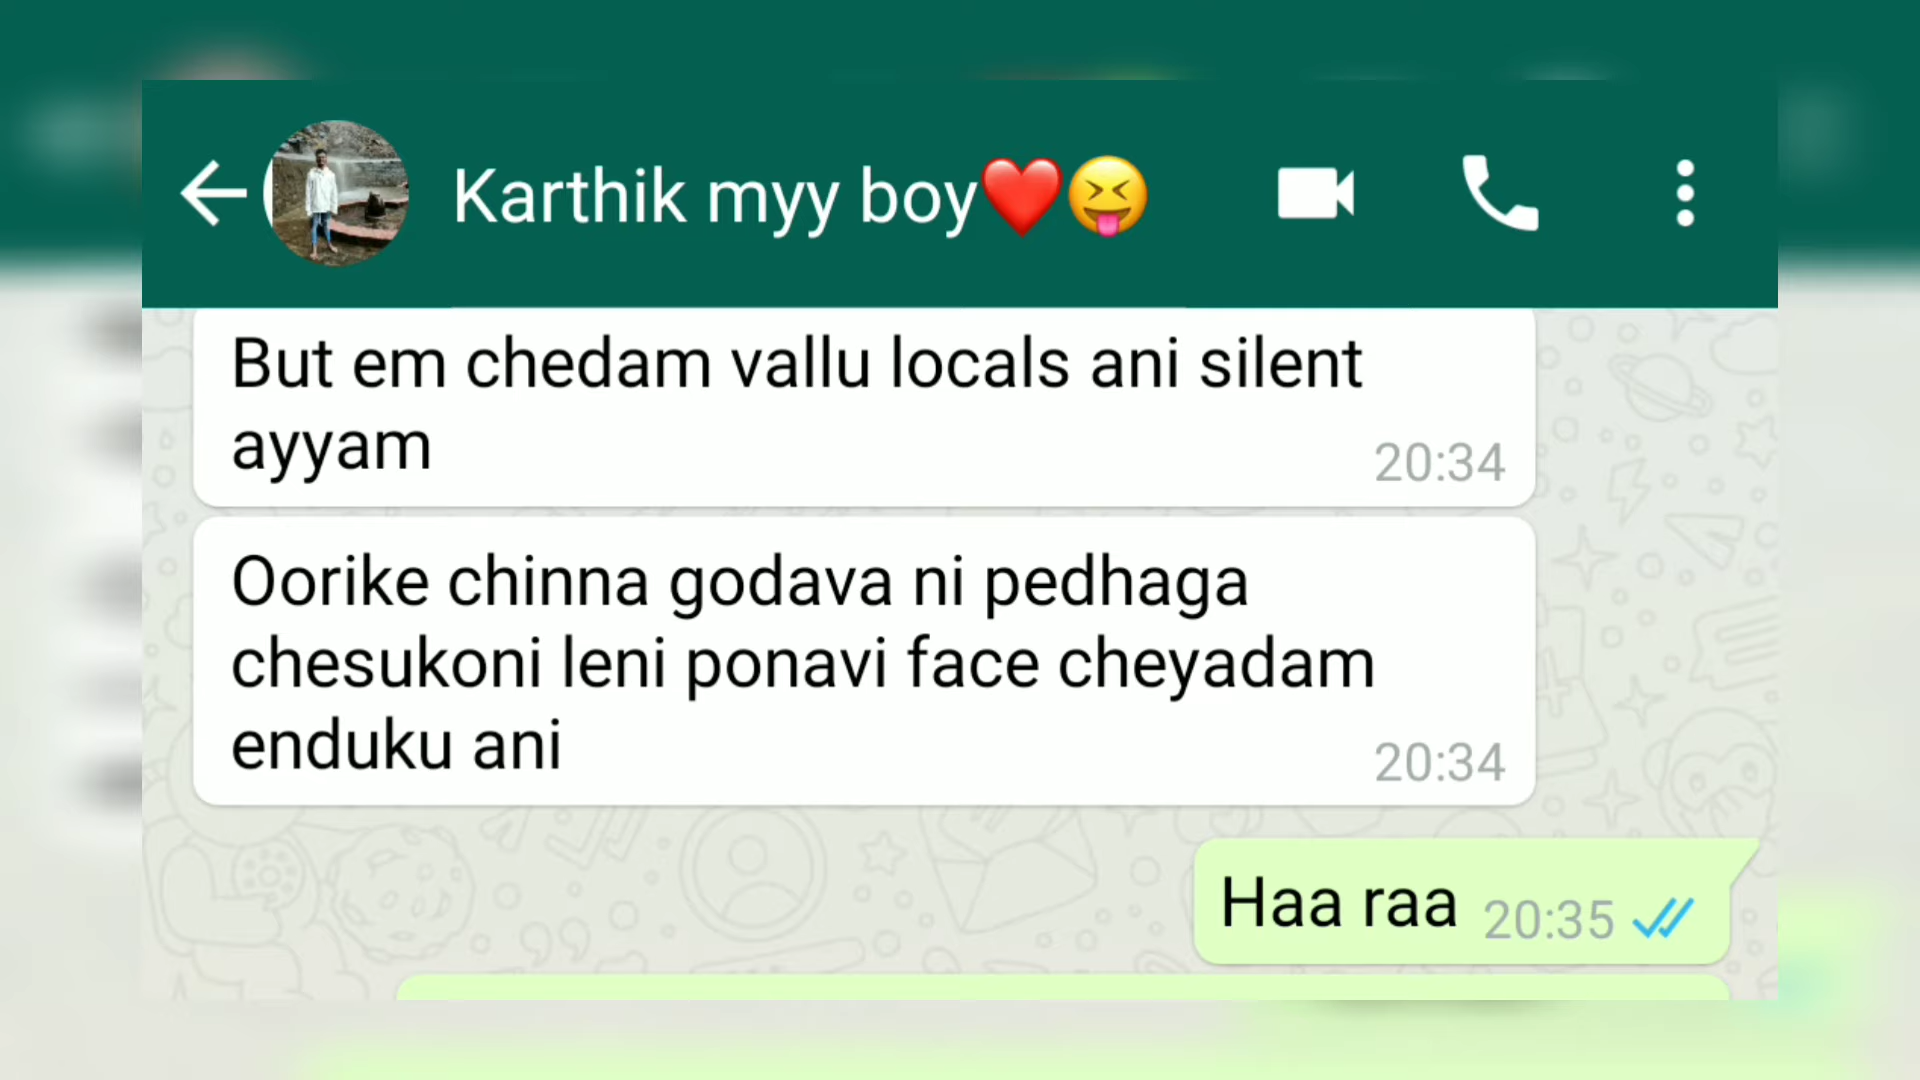 Karthik myy boy❤️😝
But em chedam vallu locals ani silent
ayyam
20:34
Oorike chinna godava ni pedhaga
chesukoni leni ponavi face cheyadam
enduku ani
20:34
Haa raa 20:35